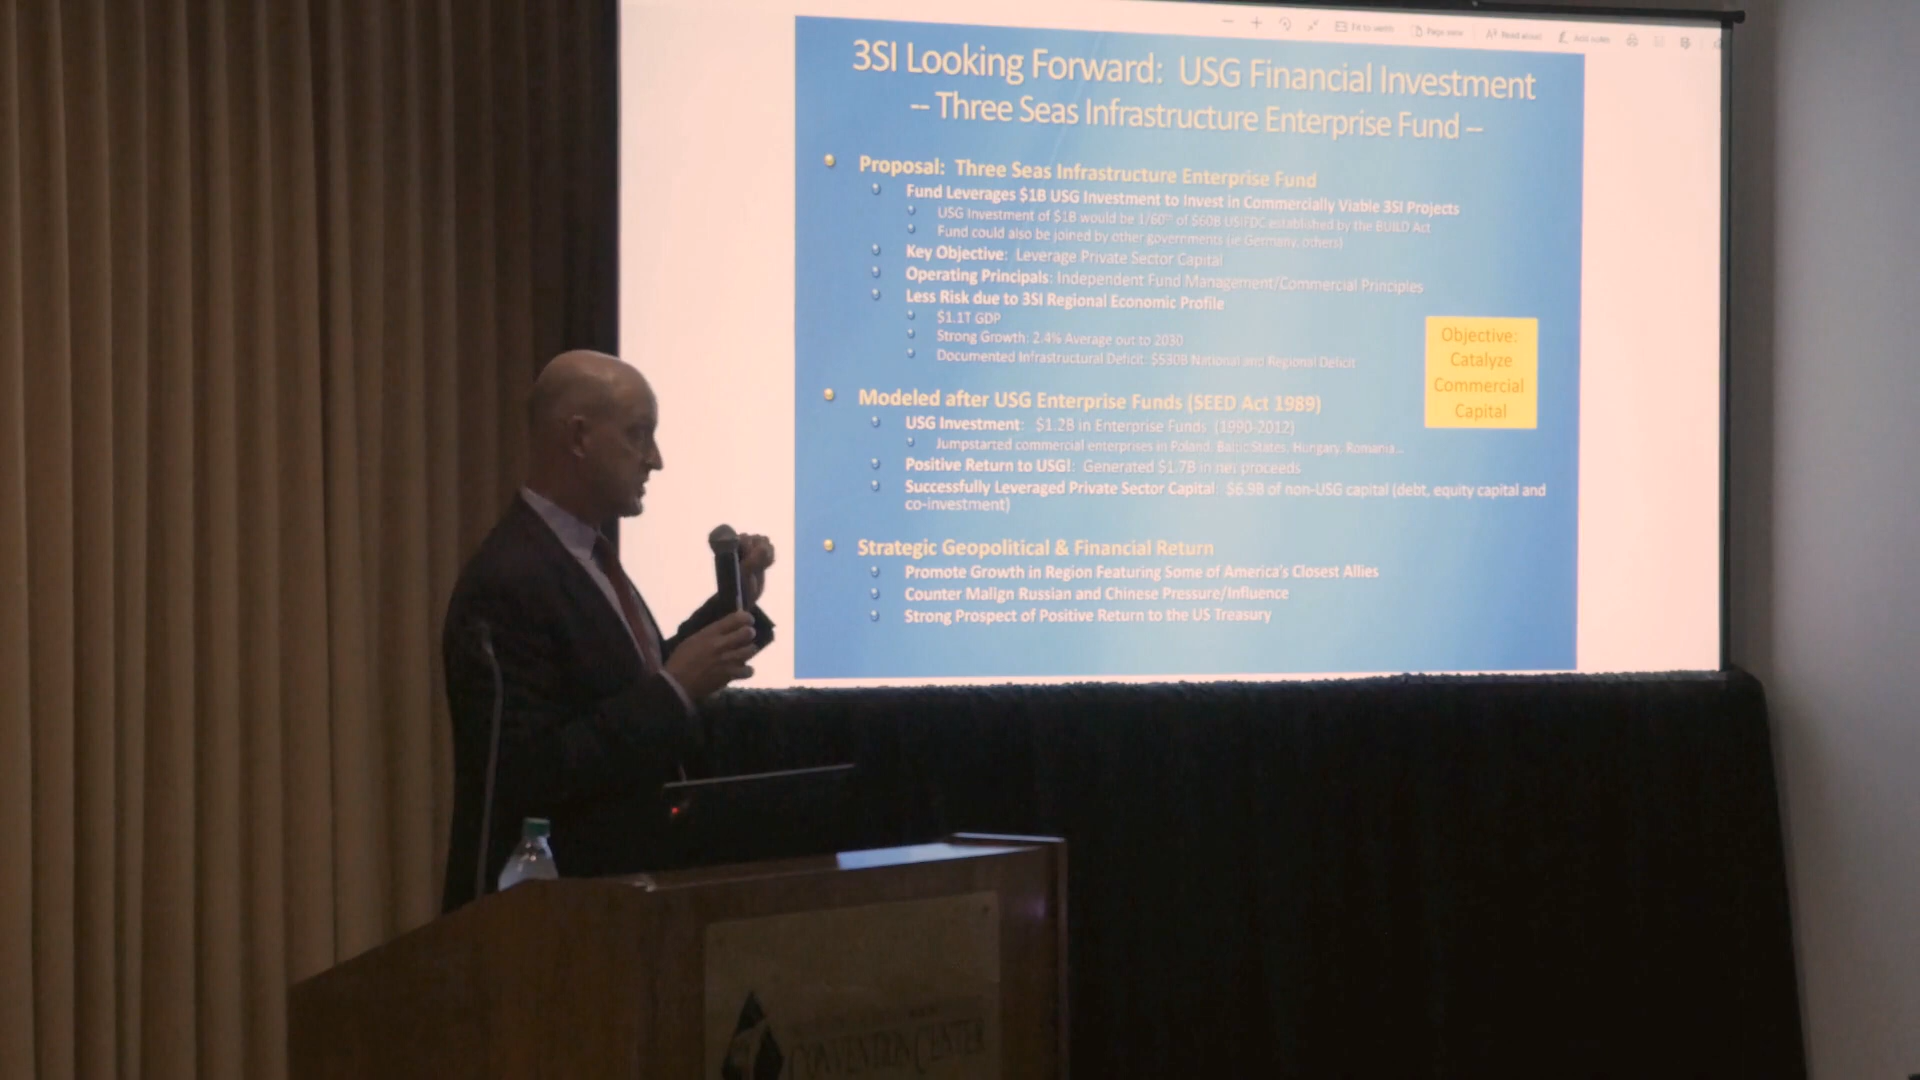 Fit to width Page view Read aloud Add notes
3SI Looking Forward: USG Financial Investment
-- Three Seas Infrastructure Enterprise Fund --
Proposal: Three Seas Infrastructure Enterprise Fund
Fund Leverages $1B USG Investment to Invest in Commercially Viable 3SI Projects
USG Investment of $1B would be 1/60th of $60B USIFDC established by the BUILD Act
Fund could also be joined by other governments (ie Germany, others)
Key Objective: Leverage Private Sector Capital
Operating Principals: Independent Fund Management/Commercial Principles
Less Risk due to 3SI Regional Economic Profile
$1.1T GDP
Strong Growth: 2.4% Average out to 2030
Documented Infrastructural Deficit: $530B National and Regional Deficit
Objective:
Catalyze
Commercial
Capital
Modeled after USG Enterprise Funds (SEED Act 1989)
USG Investment: $1.2B in Enterprise Funds (1990-2012)
Jumpstarted commercial enterprises in Poland, Baltic States, Hungary, Romania...
Positive Return to USG!: Generated $1.7B in net proceeds
Successfully Leveraged Private Sector Capital: $6.9B of non-USG capital (debt, equity capital and
co-investment)
Strategic Geopolitical & Financial Return
Promote Growth in Region Featuring Some of America's Closest Allies
Counter Malign Russian and Chinese Pressure/Influence
Strong Prospect of Positive Return to the US Treasury
CONVENTION CENTER